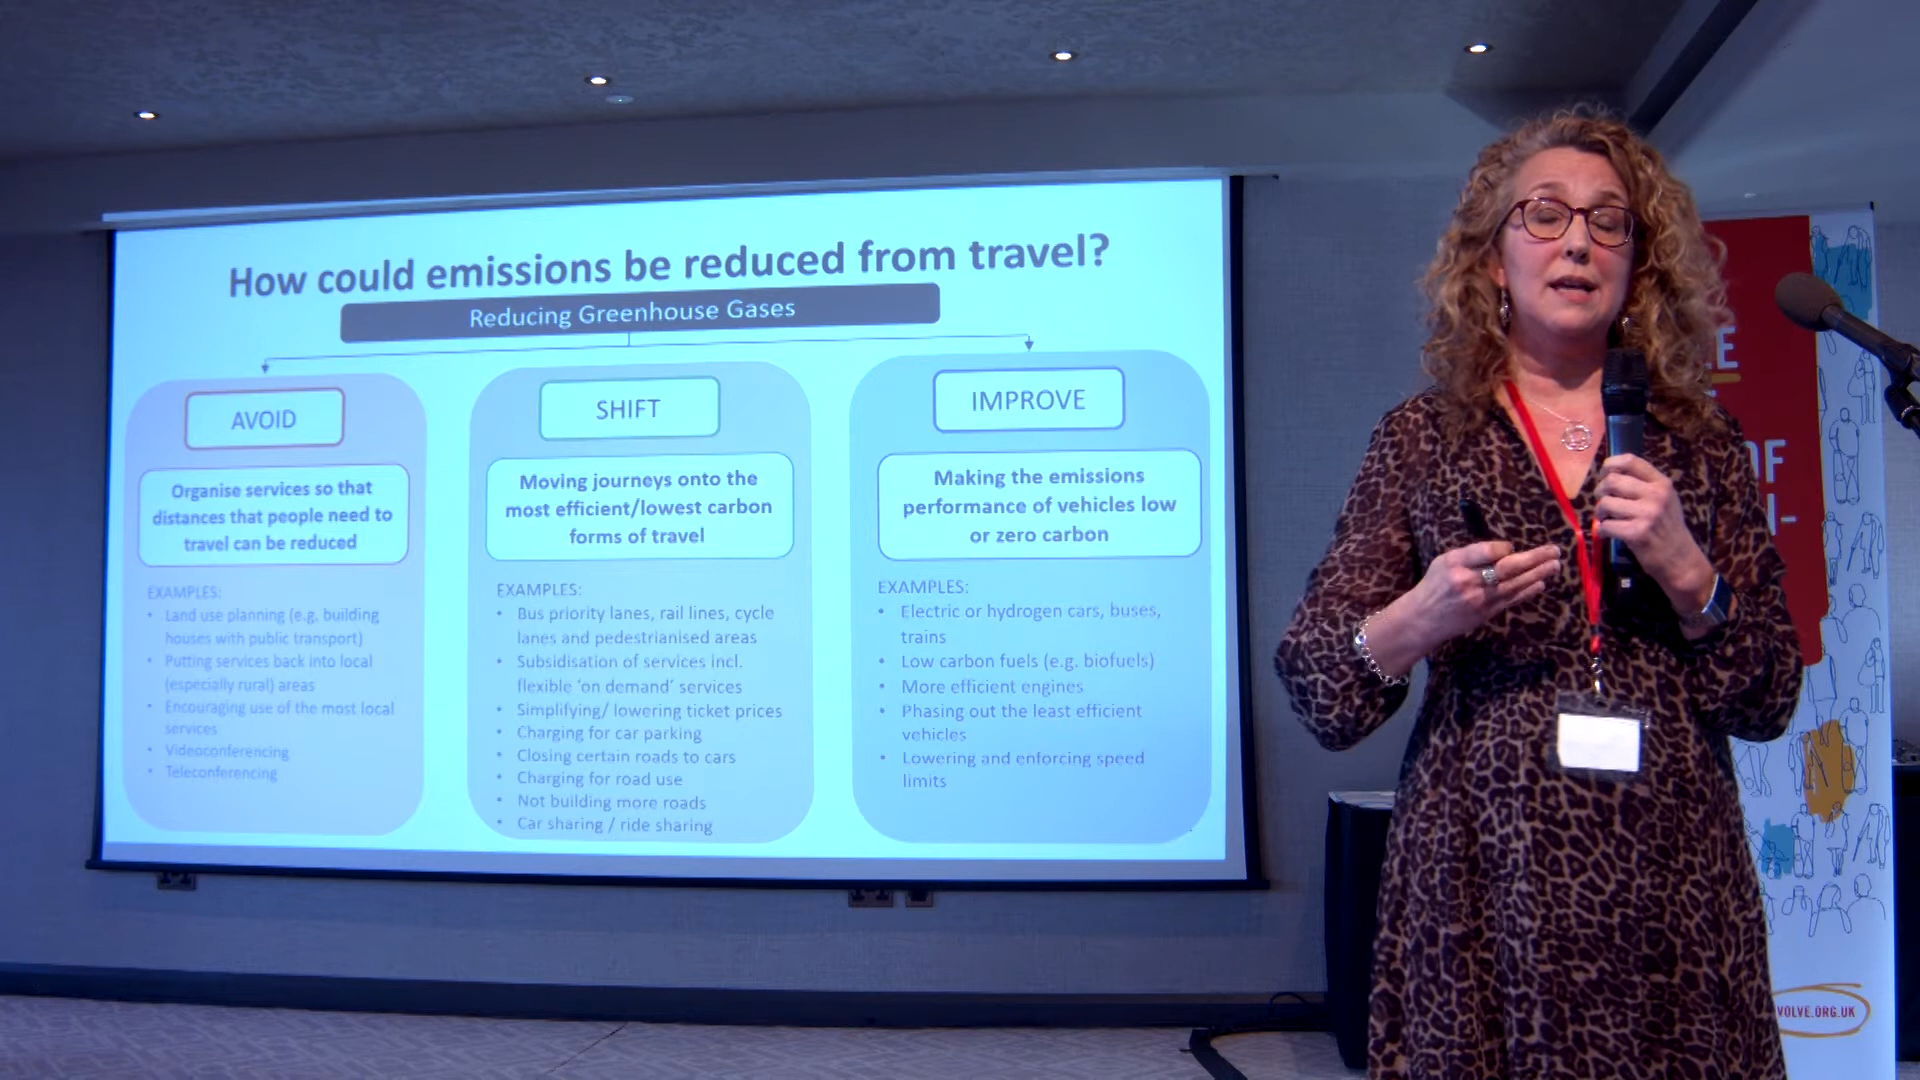 How could emissions be reduced from travel?
Reducing Greenhouse Gases
AVOID
Organise services so that
distances that people need to
travel can be reduced
EXAMPLES:
• Land use planning (e.g. building
houses with public transport)
• Putting services back into local
(especially rural) areas
• Encouraging use of the most local
services
• Videoconferencing
• Teleconferencing
SHIFT
Moving journeys onto the
most efficient/lowest carbon
forms of travel
EXAMPLES:
• Bus priority lanes, rail lines, cycle
lanes and pedestrianised areas
• Subsidisation of services incl.
flexible ‘on demand’ services
• Simplifying/ lowering ticket prices
• Charging for car parking
• Closing certain roads to cars
• Charging for road use
• Not building more roads
• Car sharing / ride sharing
IMPROVE
Making the emissions
performance of vehicles low
or zero carbon
EXAMPLES:
• Electric or hydrogen cars, buses,
trains
• Low carbon fuels (e.g. biofuels)
• More efficient engines
• Phasing out the least efficient
vehicles
• Lowering and enforcing speed
limits
OF
VOLVE.ORG.UK